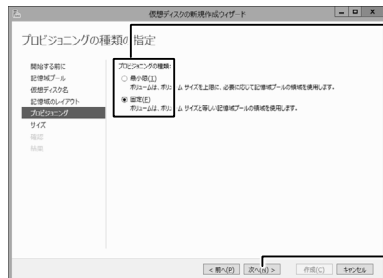 仮想ディスクの新規作成ウィザード
プロビジョニングの種類の指定
開始する前に
記憶域プール
仮想ディスク名
記憶域のレイアウト
プロビジョニング
サイズ
確認
結果
プロビジョニングの種類:
最小限(I)
ボリュームは、ボリューム サイズを上限に、必要に応じて記憶域プールの領域を使用します。
固定(F)
ボリュームは、ボリューム サイズと等しい記憶域プールの領域を使用します。
< 前へ(P)
次へ(N) >
作成(C)
キャンセル